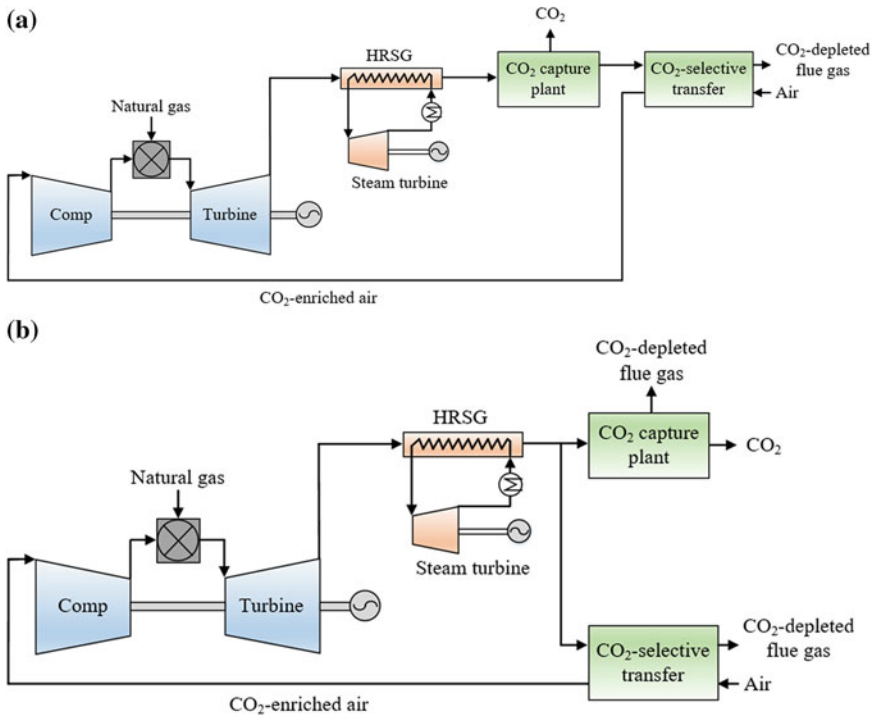 (a)
CO₂
HRSG
CO₂ capture
plant
CO₂-selective
transfer
CO₂-depleted
flue gas
Air
Natural gas
M
Steam turbine
Comp
Turbine
CO₂-enriched air
(b)
CO₂-depleted
flue gas
HRSG
CO₂ capture
plant
CO₂
Natural gas
M
Steam turbine
Comp
Turbine
CO₂-selective
transfer
CO₂-depleted
flue gas
Air
CO₂-enriched air